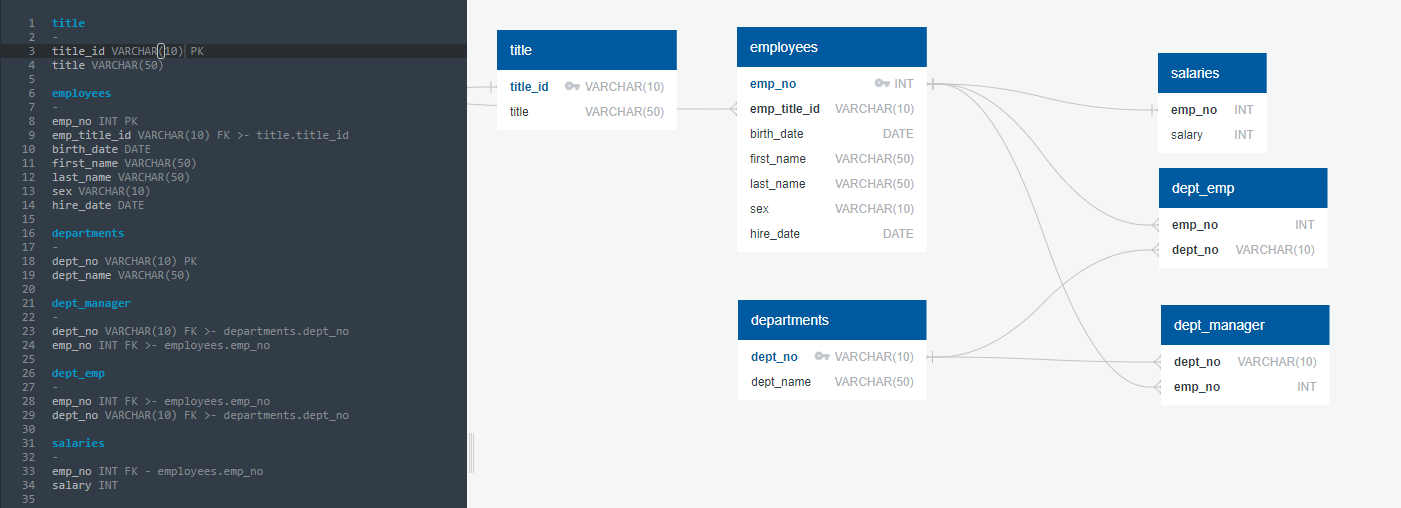 1 title
2 -
3 title_id VARCHAR(10) PK
4 title VARCHAR(50)
5
6 employees
7 -
8 emp_no INT PK
9 emp_title_id VARCHAR(10) FK >- title.title_id
10 birth_date DATE
11 first_name VARCHAR(50)
12 last_name VARCHAR(50)
13 sex VARCHAR(10)
14 hire_date DATE
15
16 departments
17 -
18 dept_no VARCHAR(10) PK
19 dept_name VARCHAR(50)
20
21 dept_manager
22 -
23 dept_no VARCHAR(10) FK >- departments.dept_no
24 emp_no INT FK >- employees.emp_no
25
26 dept_emp
27 -
28 emp_no INT FK >- employees.emp_no
29 dept_no VARCHAR(10) FK >- departments.dept_no
30
31 salaries
32 -
33 emp_no INT FK - employees.emp_no
34 salary INT
35
title
title_id VARCHAR(10)
title VARCHAR(50)
employees
emp_no INT
emp_title_id VARCHAR(10)
birth_date DATE
first_name VARCHAR(50)
last_name VARCHAR(50)
sex VARCHAR(10)
hire_date DATE
departments
dept_no VARCHAR(10)
dept_name VARCHAR(50)
salaries
emp_no INT
salary INT
dept_emp
emp_no INT
dept_no VARCHAR(10)
dept_manager
dept_no VARCHAR(10)
emp_no INT